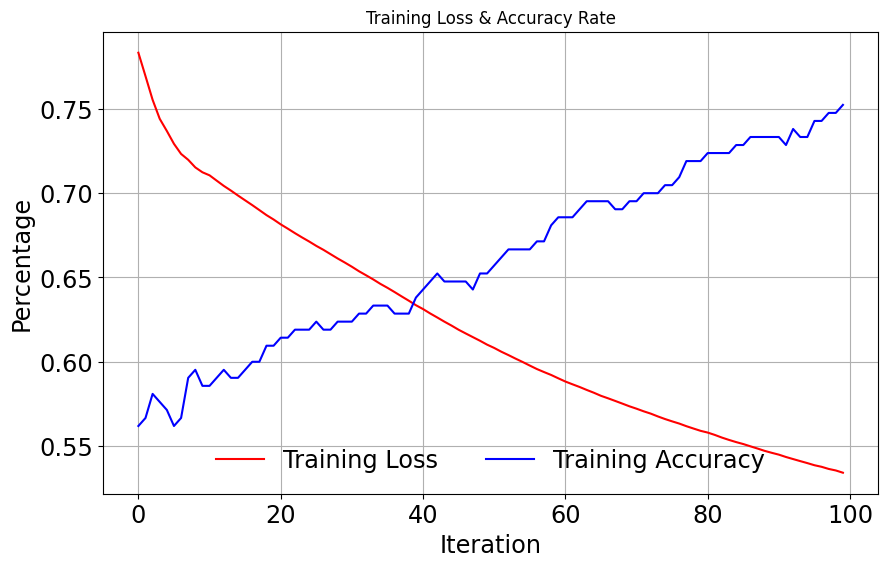 Training Loss & Accuracy Rate
Percentage
0.75
0.70
0.65
0.60
0.55
Training Loss
Training Accuracy
0 20 40 60 80 100
Iteration